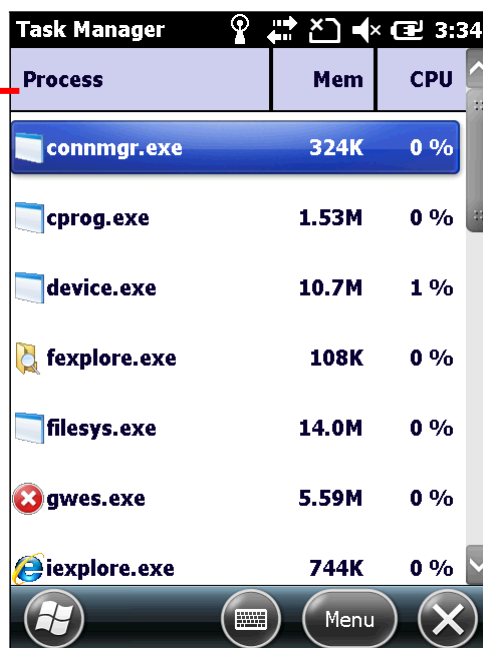 Task Manager 3:34
Process Mem CPU
connmgr.exe 324K 0 %
cprog.exe 1.53M 0 %
device.exe 10.7M 1 %
fexplore.exe 108K 0 %
filesys.exe 14.0M 0 %
gwes.exe 5.59M 0 %
iexplore.exe 744K 0 %
Menu